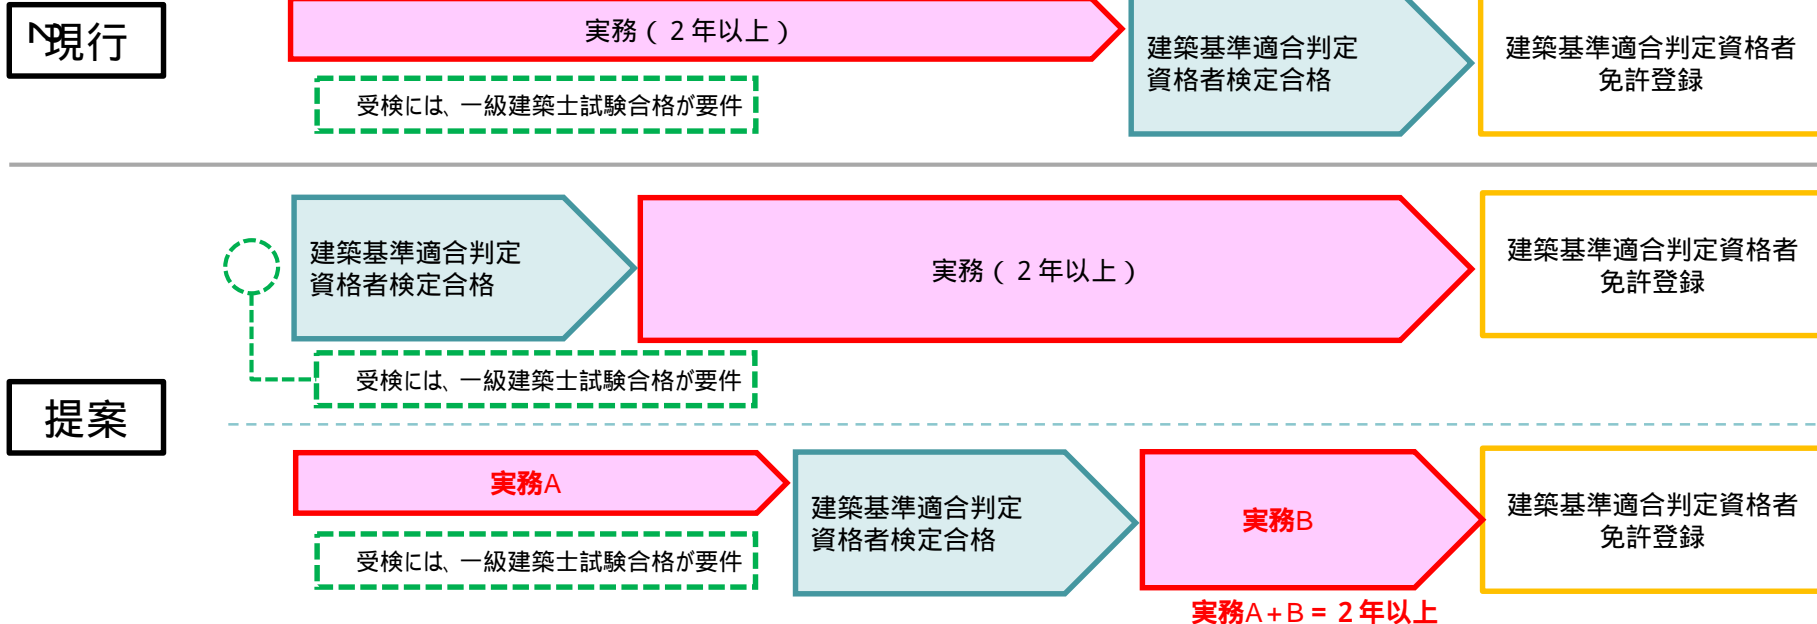 現行
実務（２年以上）
建築基準適合判定
資格者検定合格
建築基準適合判定資格者
免許登録
受検には、一級建築士試験合格が要件
建築基準適合判定
資格者検定合格
実務（２年以上）
建築基準適合判定資格者
免許登録
受検には、一級建築士試験合格が要件
提案
実務A
建築基準適合判定
資格者検定合格
実務B
建築基準適合判定資格者
免許登録
受検には、一級建築士試験合格が要件
実務A+B=２年以上